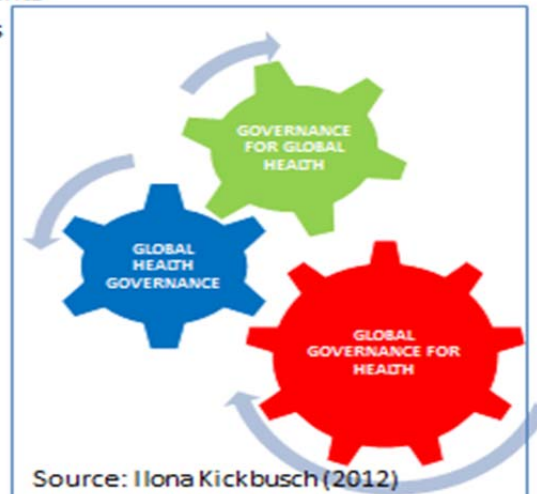 GOVERNANCE
FOR GLOBAL
HEALTH
GLOBAL
HEALTH
GOVERNANCE
GLOBAL
GOVERNANCE FOR
HEALTH
Source: Ilona Kickbusch (2012)